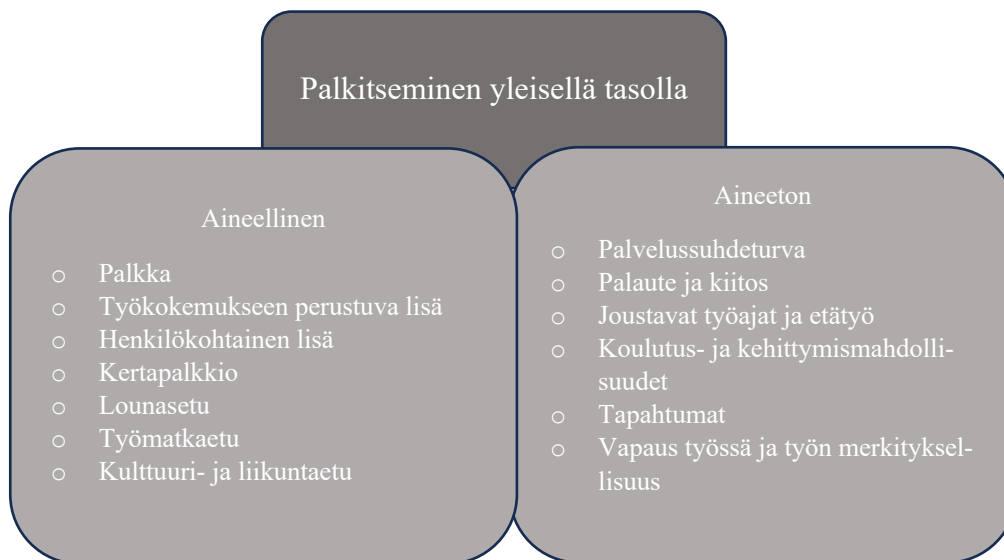 Palkitseminen yleisellä tasolla
Aineellinen
o Palkka
o Työkokemukseen perustuva lisä
o Henkilökohtainen lisä
o Kertapalkkio
o Lounasetu
o Työmatkaetu
o Kulttuuri- ja liikuntaetu
Aineeton
o Palvelussuhdeturva
o Palaute ja kiitos
o Joustavat työajat ja etätyö
o Koulutus- ja kehittymismahdolli-
suudet
o Tapahtumat
o Vapaus työssä ja työn merkityksel-
lisuus